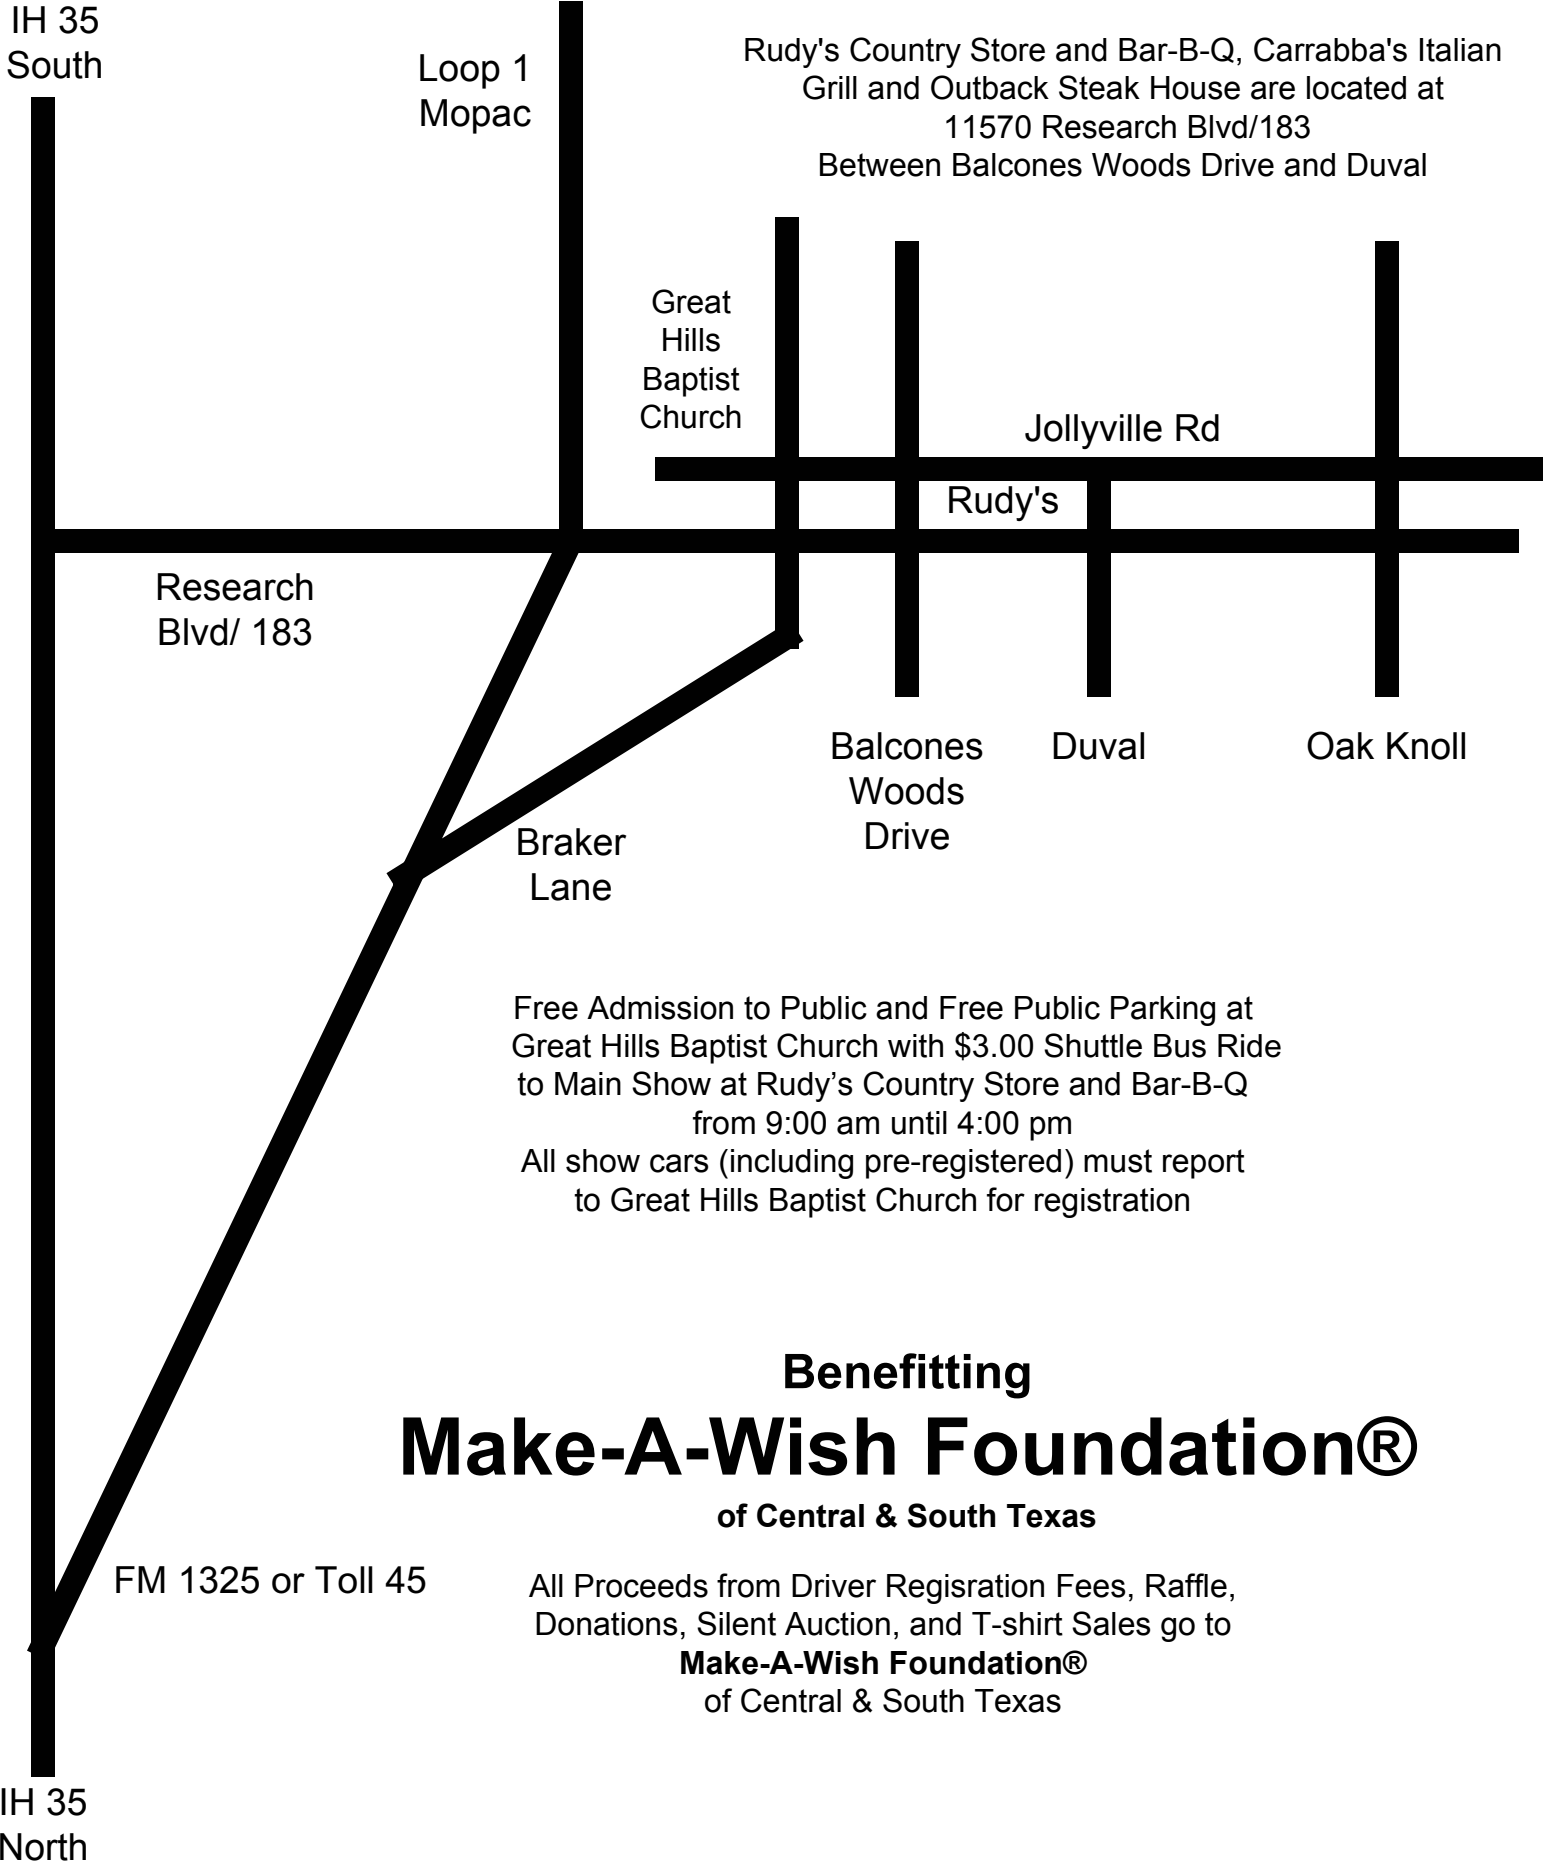 IH 35
South
Loop 1
Mopac
Rudy's Country Store and Bar-B-Q, Carrabba's Italian
Grill and Outback Steak House are located at
11570 Research Blvd/183
Between Balcones Woods Drive and Duval
Great
Hills
Baptist
Church
Jollyville Rd
Rudy's
Research
Blvd/ 183
Balcones
Woods
Drive
Duval
Oak Knoll
Braker
Lane
Free Admission to Public and Free Public Parking at
Great Hills Baptist Church with $3.00 Shuttle Bus Ride
to Main Show at Rudy’s Country Store and Bar-B-Q
from 9:00 am until 4:00 pm
All show cars (including pre-registered) must report
to Great Hills Baptist Church for registration
Benefitting
Make-A-Wish Foundation®
of Central & South Texas
FM 1325 or Toll 45
All Proceeds from Driver Regisration Fees, Raffle,
Donations, Silent Auction, and T-shirt Sales go to
Make-A-Wish Foundation®
of Central & South Texas
IH 35
North